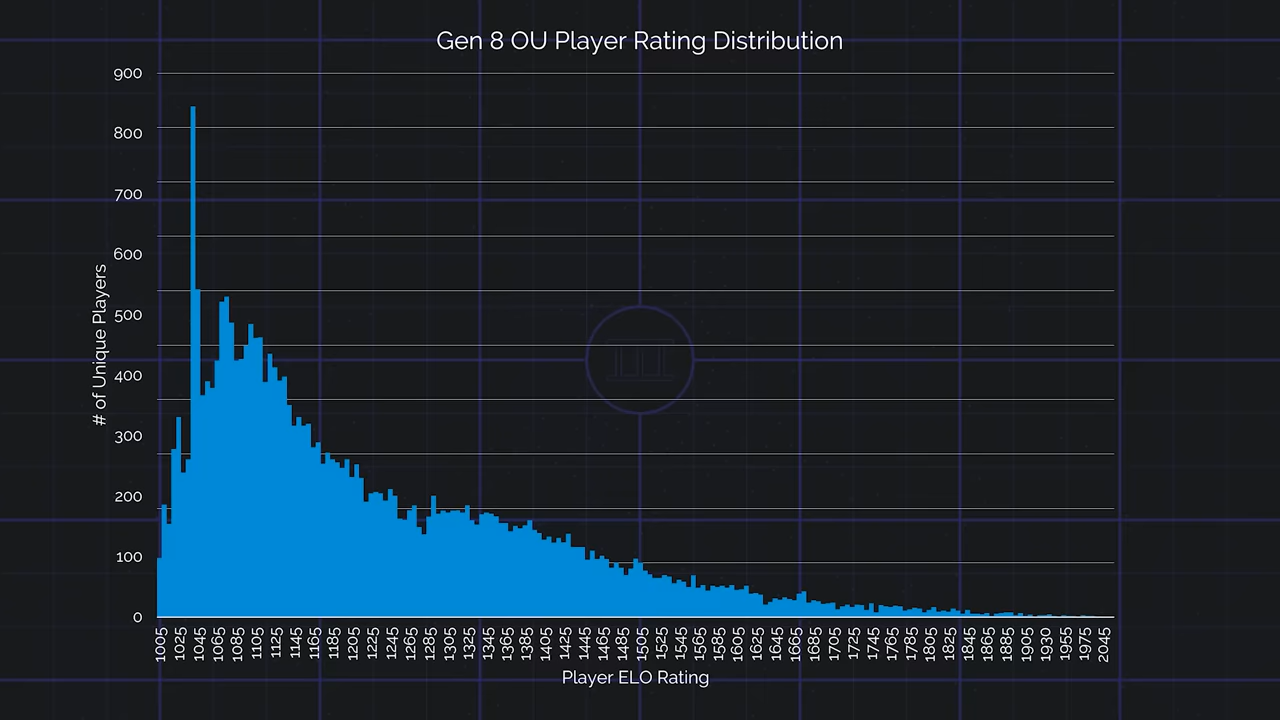 Gen 8 OU Player Rating Distribution
900
800
700
600
500
400
300
200
100
0
# of Unique Players
1005 1025 1045 1065 1085 1105 1125 1145 1165 1185 1205 1225 1245 1265 1285 1305 1325 1345 1365 1385 1405 1425 1445 1465 1485 1505 1525 1545 1565 1585 1605 1625 1645 1665 1685 1705 1725 1745 1765 1785 1805 1825 1845 1865 1885 1905 1930 1955 1975 2045
Player ELO Rating